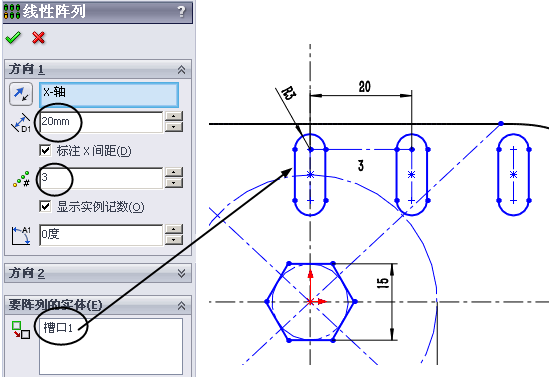 线性阵列
?
方向 1
X-轴
D1
20mm
标注 X 间距(D)
#
3
显示实例记数(O)
A1
0度
方向 2
要阵列的实体(E)
槽口1
R3
20
3
15